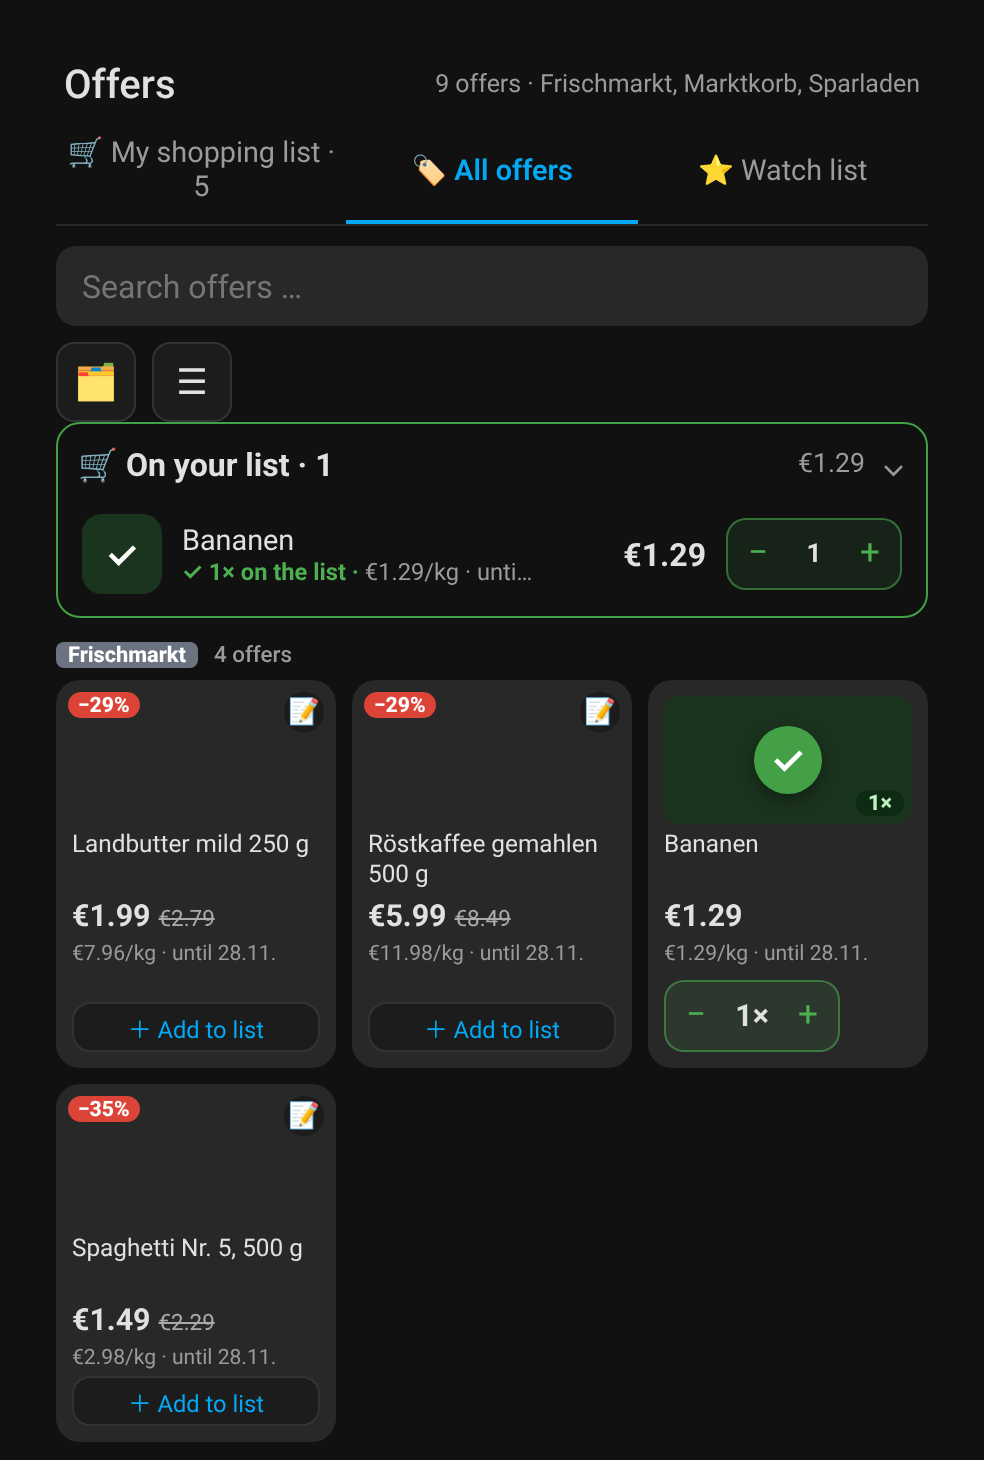 Offers
9 offers · Frischmarkt, Marktkorb, Sparladen
🛒 My shopping list ·
5
🏷️ All offers
⭐ Watch list
Search offers ...
🛒 On your list · 1
€1.29
Bananen
✓ 1× on the list · €1.29/kg · unti...
€1.29
− 1 +
Frischmarkt 4 offers
−29%
Landbutter mild 250 g
€1.99 €2.79
€7.96/kg · until 28.11.
+ Add to list
−29%
Röstkaffee gemahlen
500 g
€5.99 €8.49
€11.98/kg · until 28.11.
+ Add to list
1×
Bananen
€1.29
€1.29/kg · until 28.11.
− 1× +
−35%
Spaghetti Nr. 5, 500 g
€1.49 €2.29
€2.98/kg · until 28.11.
+ Add to list